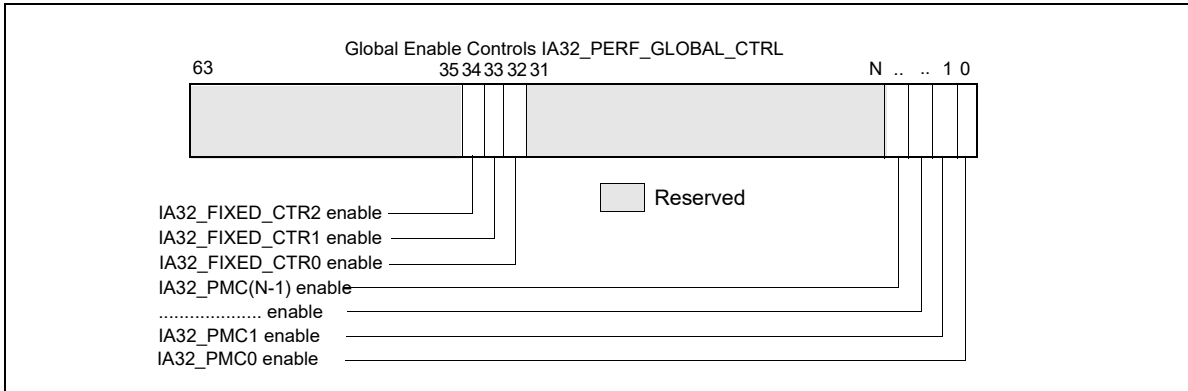 Global Enable Controls IA32_PERF_GLOBAL_CTRL
63 35 34 33 32 31 N .. .. 1 0
Reserved
IA32_FIXED_CTR2 enable
IA32_FIXED_CTR1 enable
IA32_FIXED_CTR0 enable
IA32_PMC(N-1) enable
.................... enable
IA32_PMC1 enable
IA32_PMC0 enable